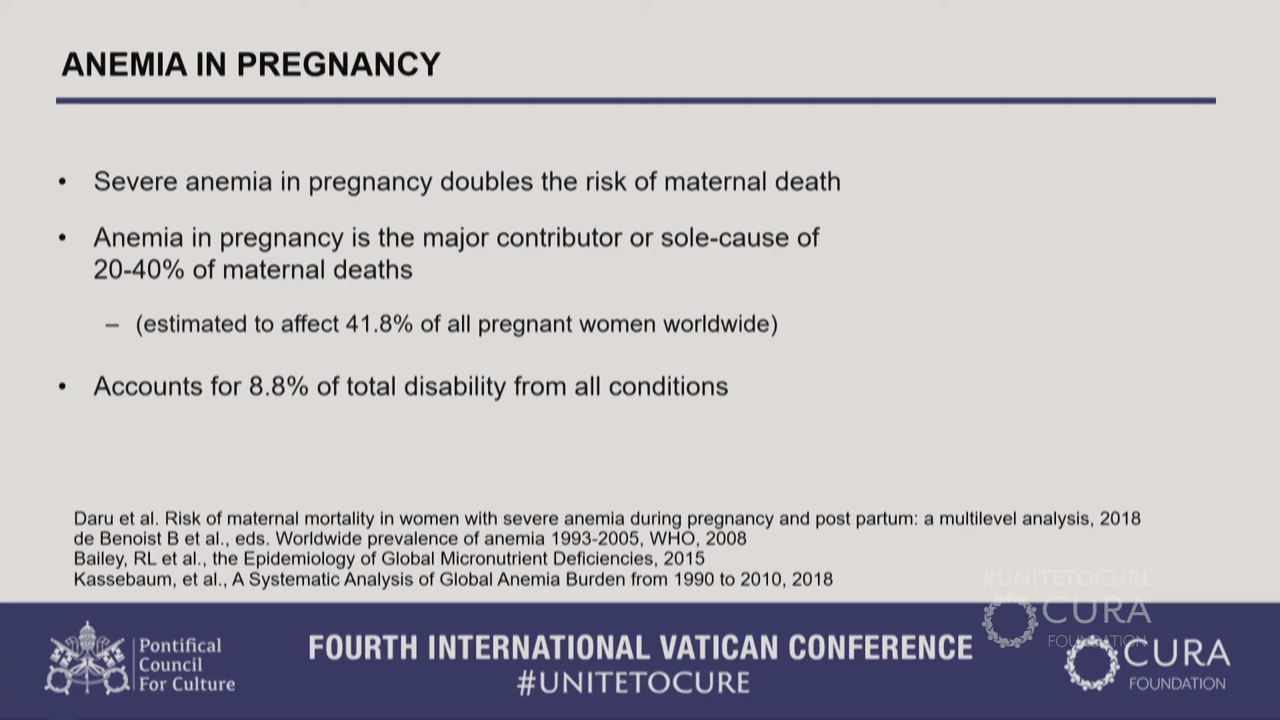 ANEMIA IN PREGNANCY
• Severe anemia in pregnancy doubles the risk of maternal death
• Anemia in pregnancy is the major contributor or sole-cause of
20-40% of maternal deaths
– (estimated to affect 41.8% of all pregnant women worldwide)
• Accounts for 8.8% of total disability from all conditions
Daru et al. Risk of maternal mortality in women with severe anemia during pregnancy and post partum: a multilevel analysis, 2018
de Benoist B et al., eds. Worldwide prevalence of anemia 1993-2005, WHO, 2008
Bailey, RL et al., the Epidemiology of Global Micronutrient Deficiencies, 2015
Kassebaum, et al., A Systematic Analysis of Global Anemia Burden from 1990 to 2010, 2018
#UNITETOCURE
CURA
FOUNDATION
Pontifical
Council
For Culture
FOURTH INTERNATIONAL VATICAN CONFERENCE
#UNITETOCURE
CURA
FOUNDATION